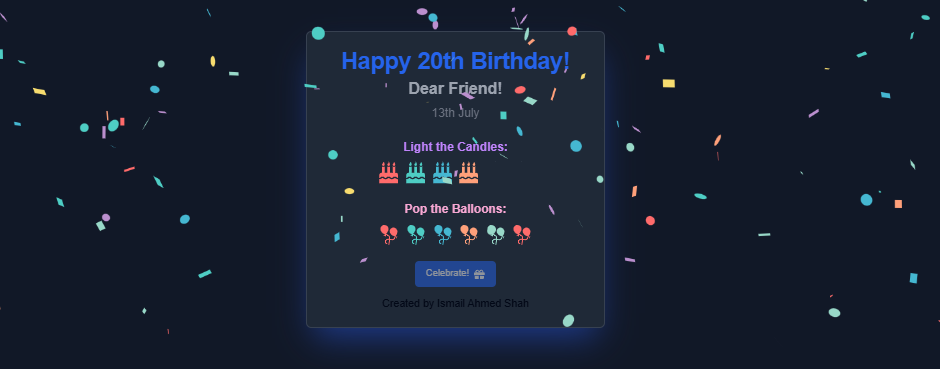 Happy 20th Birthday!
Dear Friend!
13th July
Light the Candles:
Pop the Balloons:
Celebrate!
Created by Ismail Ahmed Shah